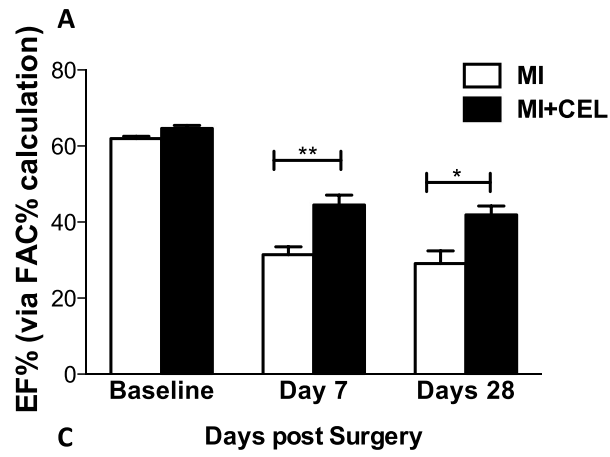 A
EF% (via FAC% calculation)
80
60
40
20
0
MI
MI+CEL
**
*
Baseline Day 7 Days 28
C Days post Surgery